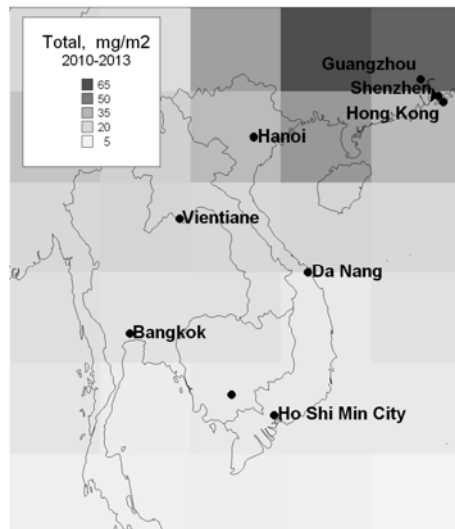 Total, mg/m2
2010-2013
65
50
35
20
5
Guangzhou
Shenzhen
Hong Kong
Hanoi
Vientiane
Da Nang
Bangkok
Ho Shi Min City